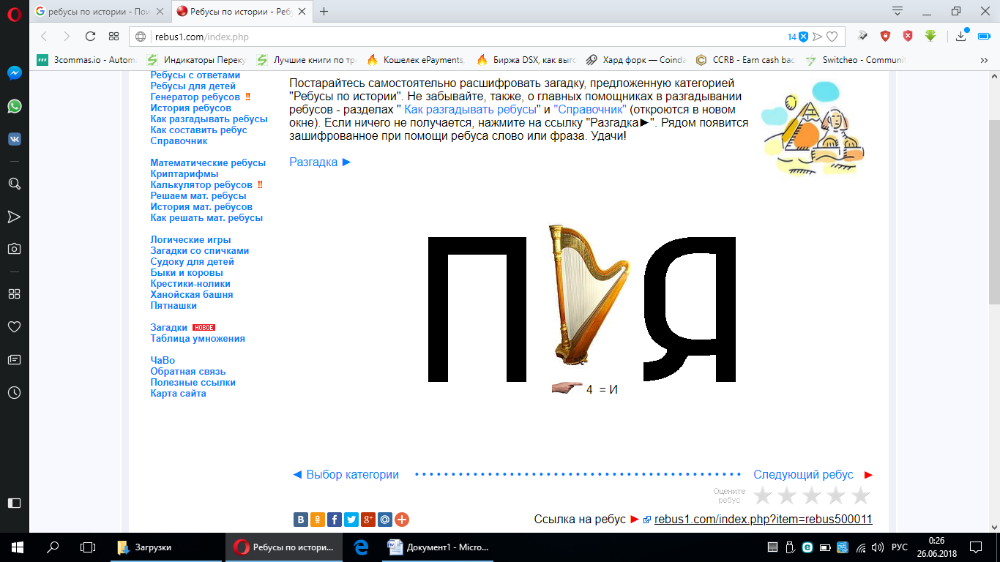 ребусы по истории - Пои
Ребусы по истории - Ребу
rebus1.com/index.php
14
3commas.io - Autom
Индикаторы Переку
Лучшие книги по тр
Кошелек ePayments,
Биржа DSX, как выго
Хард форк — Coinda
CCRB - Earn cash bac
Switcheo - Communit
»
Ребусы с ответами
Ребусы для детей
Генератор ребусов !!
История ребусов
Как разгадывать ребусы
Как составить ребус
Справочник
Математические ребусы
Криптарифмы
Калькулятор ребусов !!
Решаем мат. ребусы
История мат. ребусов
Как решать мат. ребусы
Логические игры
Загадки со спичками
Судоку для детей
Быки и коровы
Крестики-нолики
Ханойская башня
Пятнашки
Загадки НОВОЕ
Таблица умножения
ЧаВо
Обратная связь
Полезные ссылки
Карта сайта
Постарайтесь самостоятельно расшифровать загадку, предложенную категорией
"Ребусы по истории". Не забывайте, также, о главных помощниках в разгадывании
ребусов - разделах " Как разгадывать ребусы" и "Справочник" (откроются в новом
окне). Если ничего не получается, нажмите на ссылку "Разгадка►". Рядом появится
зашифрованное при помощи ребуса слово или фраза. Удачи!
Разгадка ►
П Я
4 = И
◄ Выбор категории
Следующий ребус ►
Оцените
ребус
Ссылка на ребус ► rebus1.com/index.php?item=rebus500011
Загрузки
Ребусы по истори...
Документ1 - Micro...
РУС
0:26
26.06.2018